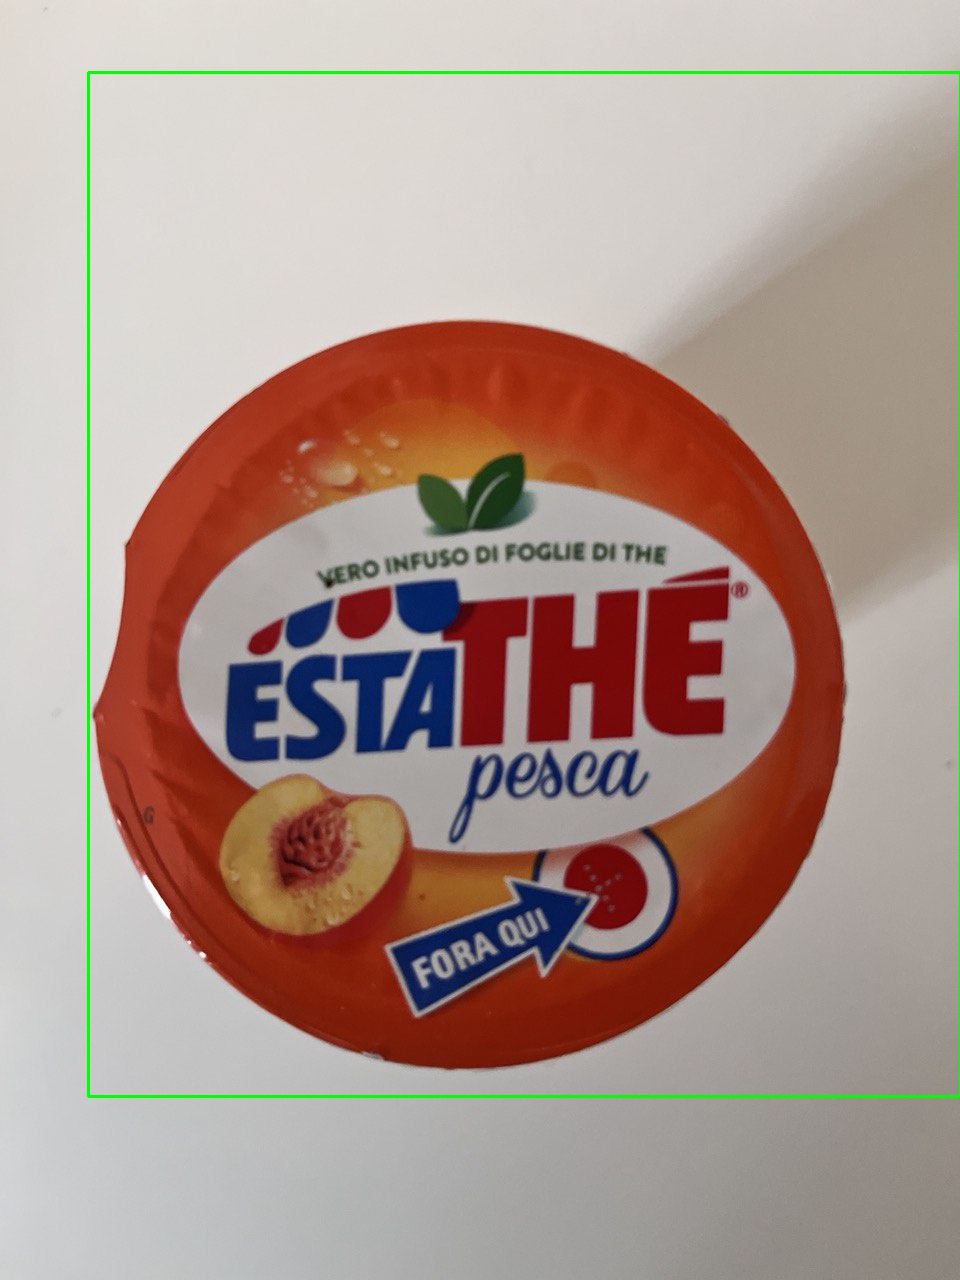 VERO INFUSO DI FOGLIE DI THE
ESTATHÉ®
pesca
G
FORA QUI